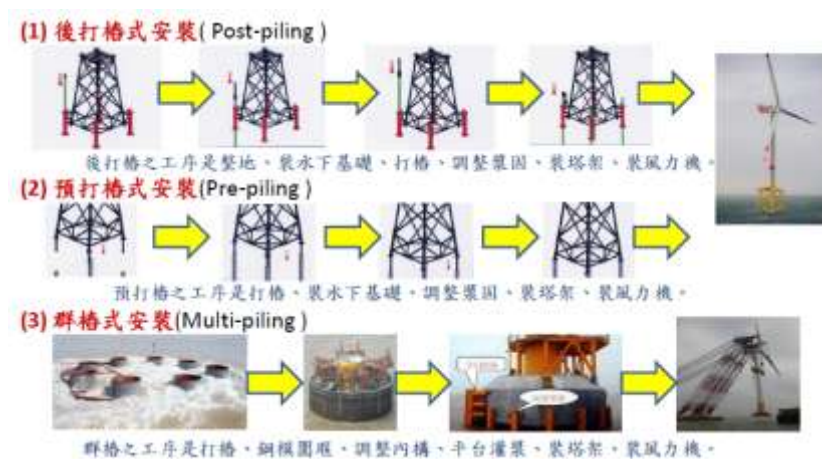 (1) 後打樁式安裝( Post-piling )
後打樁之工序是整地、裝水下基礎、打樁、調整漿固、裝塔架、裝風力機。
(2) 預打樁式安裝(Pre-piling )
預打樁之工序是打樁、裝水下基礎、調整漿固、裝塔架、裝風力機。
(3) 群樁式安裝(Multi-piling )
群樁之工序是打樁、鋼模圍堰、調整內構、平台灌漿、裝塔架、裝風力機。